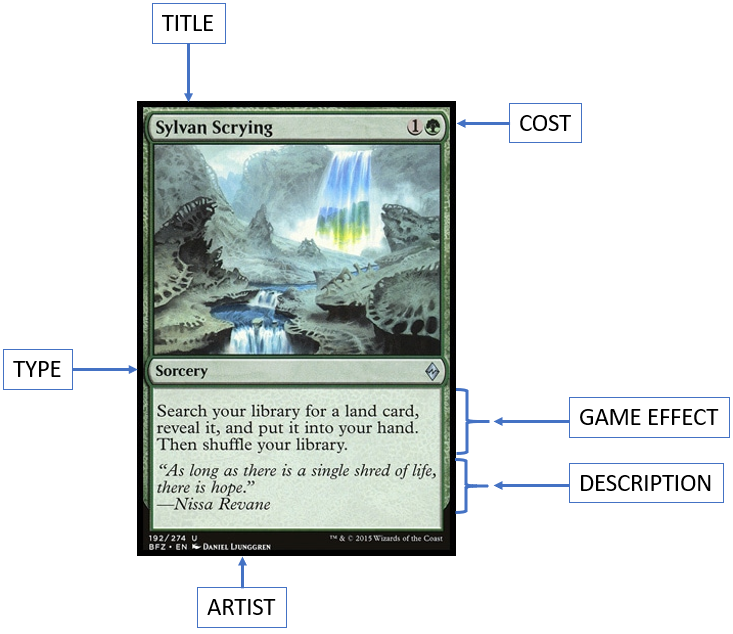 TITLE
Sylvan Scrying 1
COST
TYPE
Sorcery
Search your library for a land card,
reveal it, and put it into your hand.
Then shuffle your library.
GAME EFFECT
“As long as there is a single shred of life,
there is hope.”
—Nissa Revane
DESCRIPTION
192/274 U
BFZ • EN DANIEL LJUNGGREN
™ & © 2015 Wizards of the Coast
ARTIST